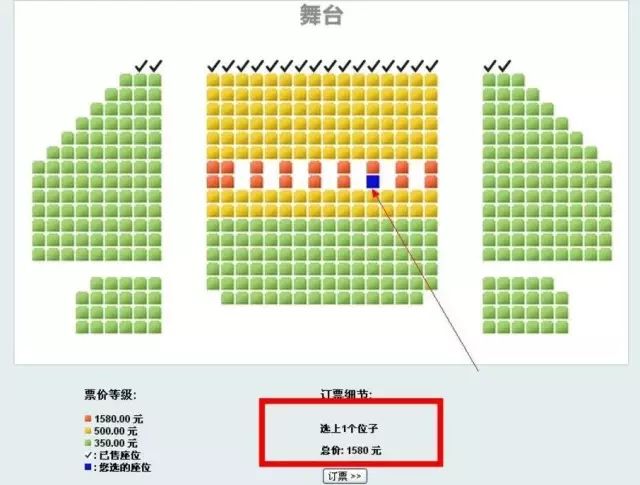 舞台
票价等级:
1580.00 元
500.00 元
350.00 元
: 已售座位
: 您选的座位
订票细节:
选上1个位子
总价: 1580 元
订票 >>